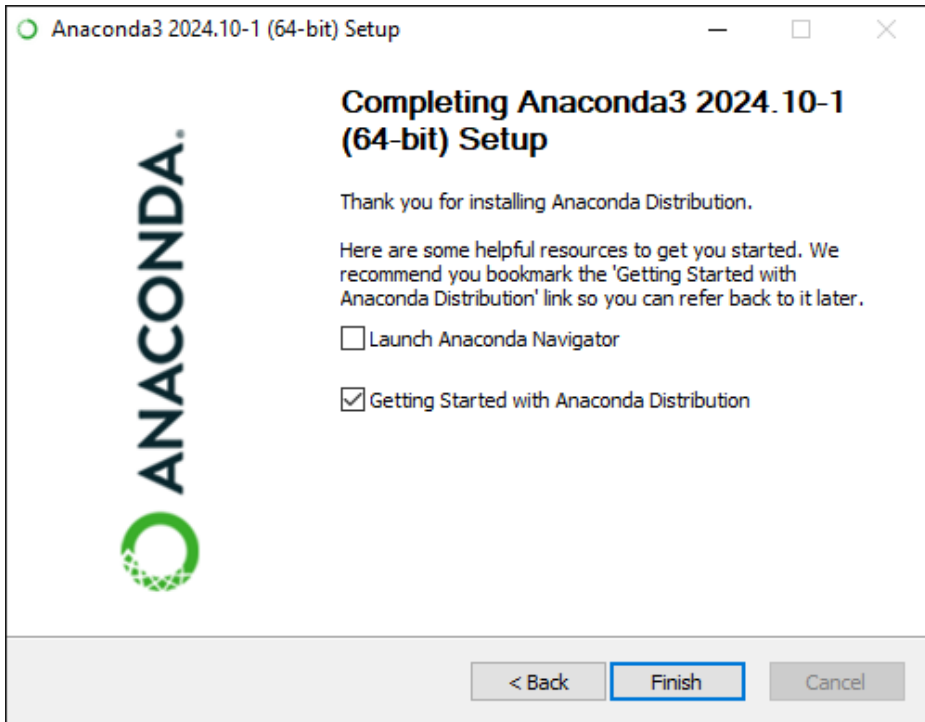 Anaconda3 2024.10-1 (64-bit) Setup
ANACONDA.
Completing Anaconda3 2024.10-1
(64-bit) Setup
Thank you for installing Anaconda Distribution.
Here are some helpful resources to get you started. We
recommend you bookmark the 'Getting Started with
Anaconda Distribution' link so you can refer back to it later.
Launch Anaconda Navigator
Getting Started with Anaconda Distribution
< Back
Finish
Cancel